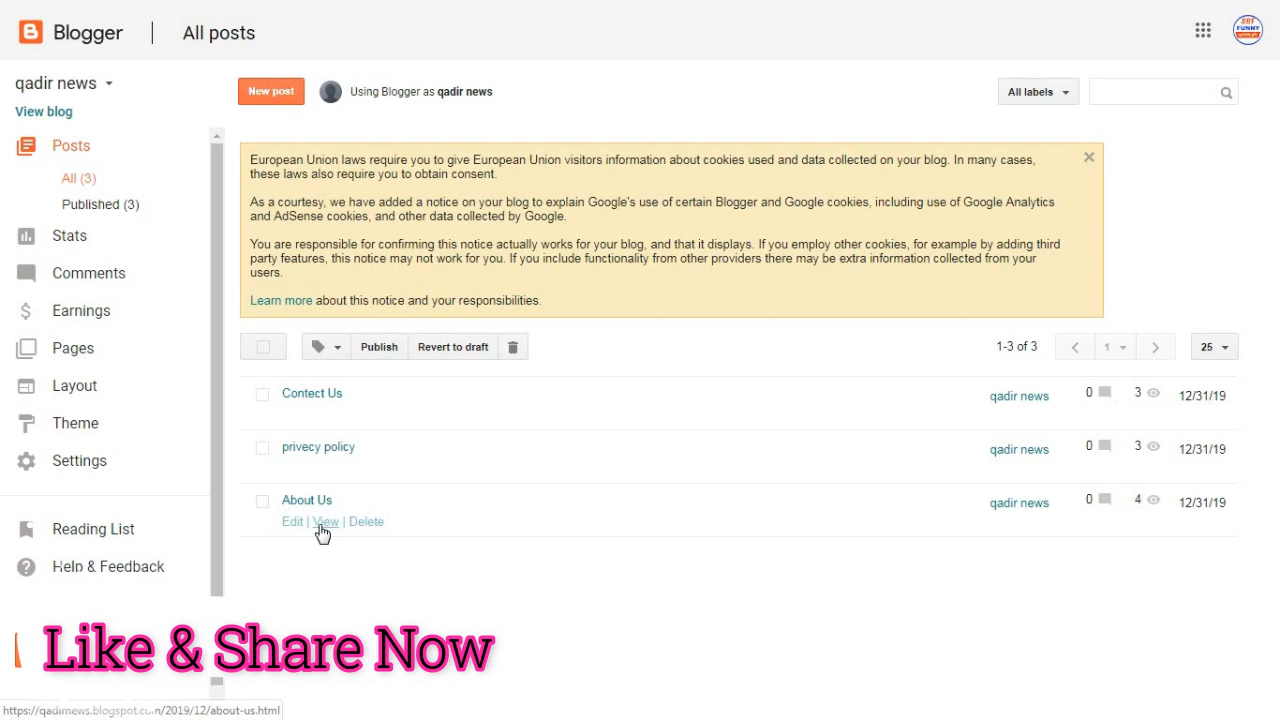 Blogger | All posts
qadir news
View blog
New post
Using Blogger as qadir news
All labels
Posts
All (3)
Published (3)
Stats
Comments
Earnings
Pages
Layout
Theme
Settings
Reading List
Help & Feedback
European Union laws require you to give European Union visitors information about cookies used and data collected on your blog. In many cases,
these laws also require you to obtain consent.
As a courtesy, we have added a notice on your blog to explain Google's use of certain Blogger and Google cookies, including use of Google Analytics
and AdSense cookies, and other data collected by Google.
You are responsible for confirming this notice actually works for your blog, and that it displays. If you employ other cookies, for example by adding third
party features, this notice may not work for you. If you include functionality from other providers there may be extra information collected from your
users.
Learn more about this notice and your responsibilities.
Publish
Revert to draft
1-3 of 3
1
25
Contect Us
qadir news 0 3 12/31/19
privecy policy
qadir news 0 3 12/31/19
About Us
qadir news 0 4 12/31/19
Edit | View | Delete
Like & Share Now